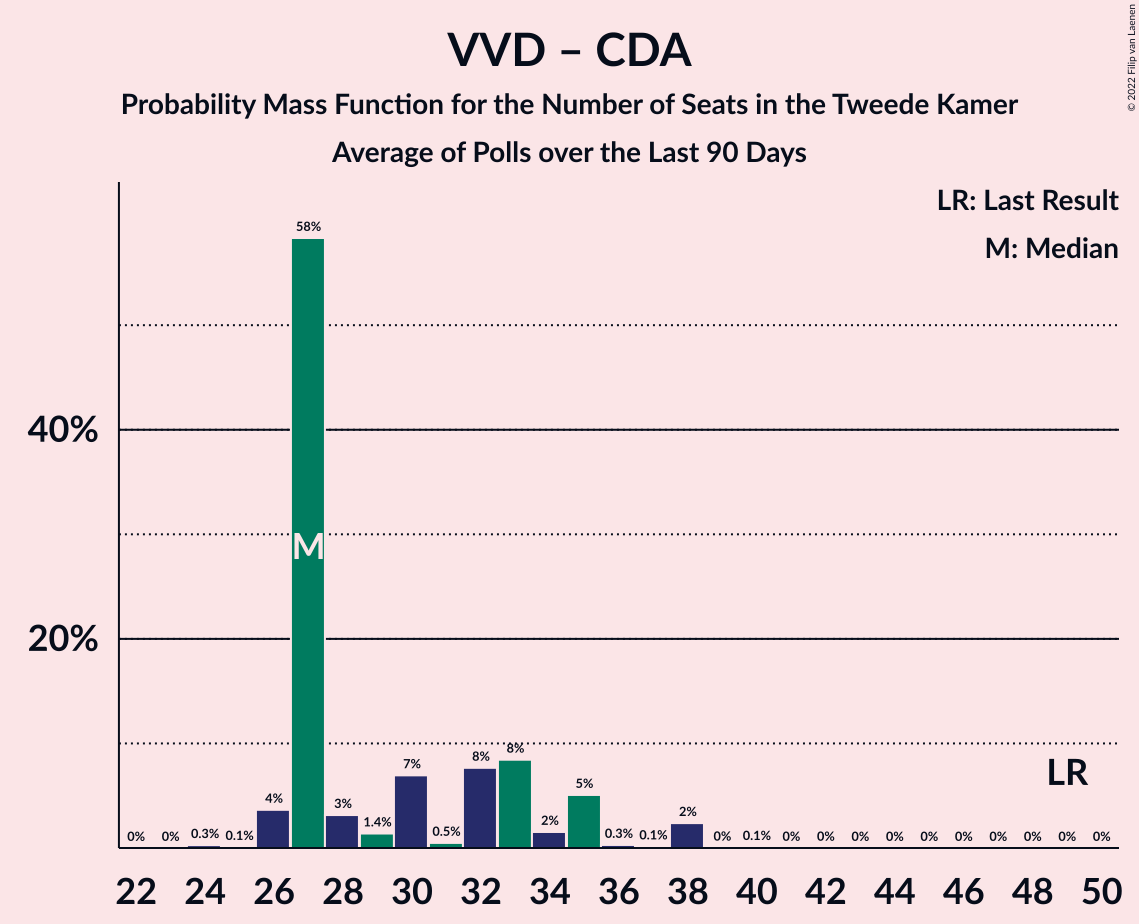 VVD – CDA
Probability Mass Function for the Number of Seats in the Tweede Kamer
Average of Polls over the Last 90 Days
© 2022 Filip van Laenen
LR: Last Result
M: Median
58%
40%
M
20%
LR
0% 0% 0.3% 0.1% 4% 3% 1.4% 7% 0.5% 8% 8% 2% 5% 0.3% 0.1% 2% 0% 0.1% 0% 0% 0% 0% 0% 0% 0% 0% 0% 0%
22 24 26 28 30 32 34 36 38 40 42 44 46 48 50